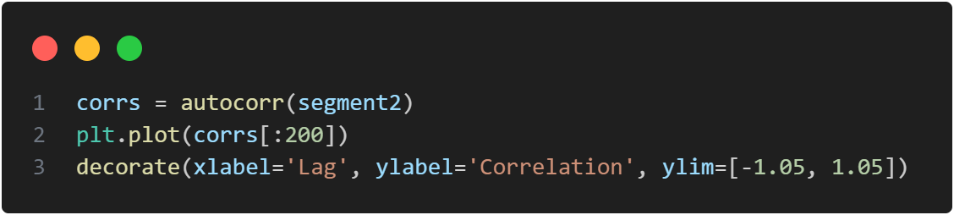 1 corrs = autocorr(segment2)
2 plt.plot(corrs[:200])
3 decorate(xlabel='Lag', ylabel='Correlation', ylim=[-1.05, 1.05])